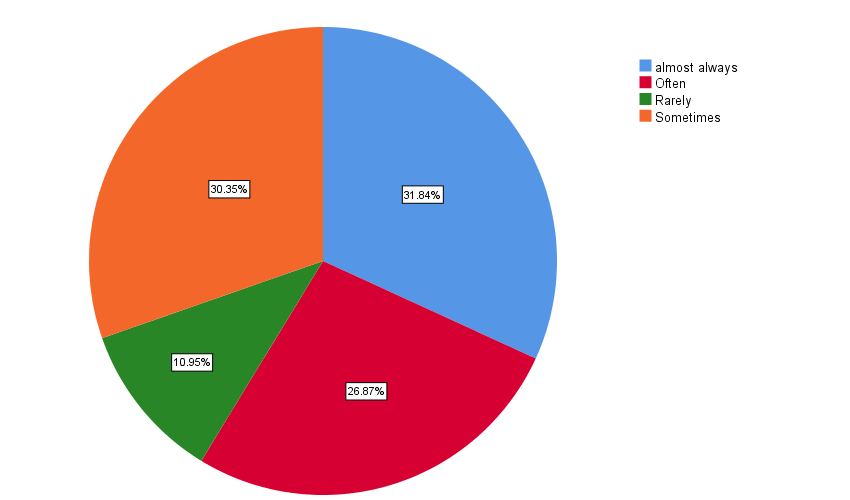 almost always
Often
Rarely
Sometimes
30.35%
31.84%
10.95%
26.87%